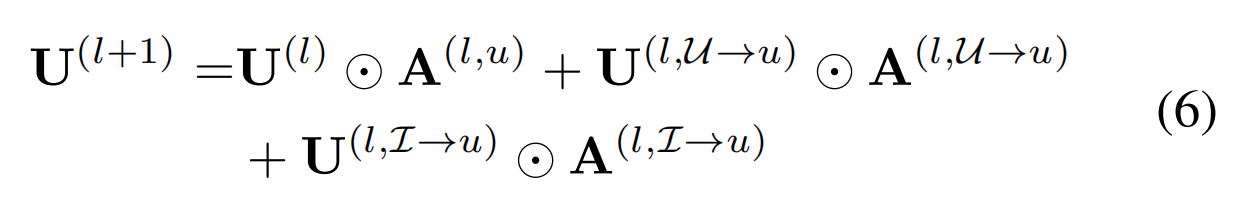 U^(l+1) =U^(l) ⊙ A^(l,u) + U^(l,𝒰→u) ⊙ A^(l,𝒰→u)
+ U^(l,ℐ→u) ⊙ A^(l,ℐ→u)
(6)